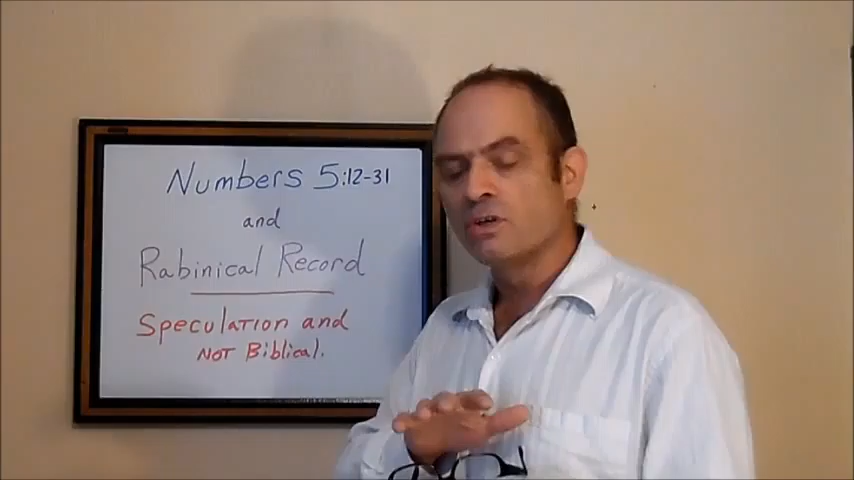 Numbers 5:12-31
and
Rabinical Record
Speculation and
NOT Biblical.